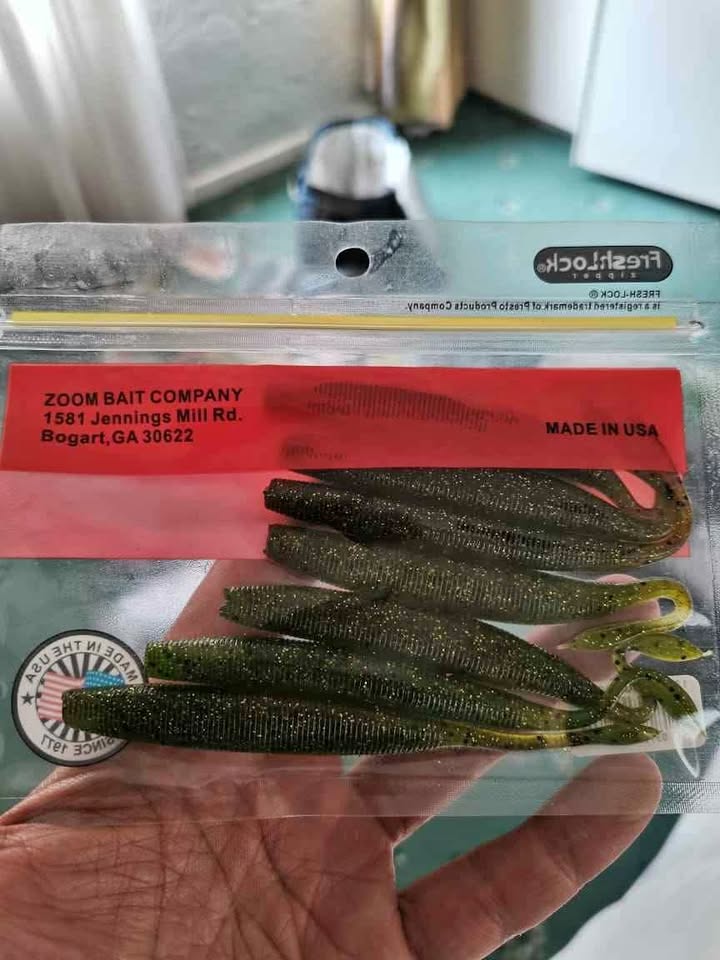 FreshLock®
zipper
FRESH-LOCK®
is a registered trademark of Presto Products Company.
ZOOM BAIT COMPANY
1581 Jennings Mill Rd.
Bogart,GA 30622
MADE IN USA
MADE IN THE USA
SINCE 1977